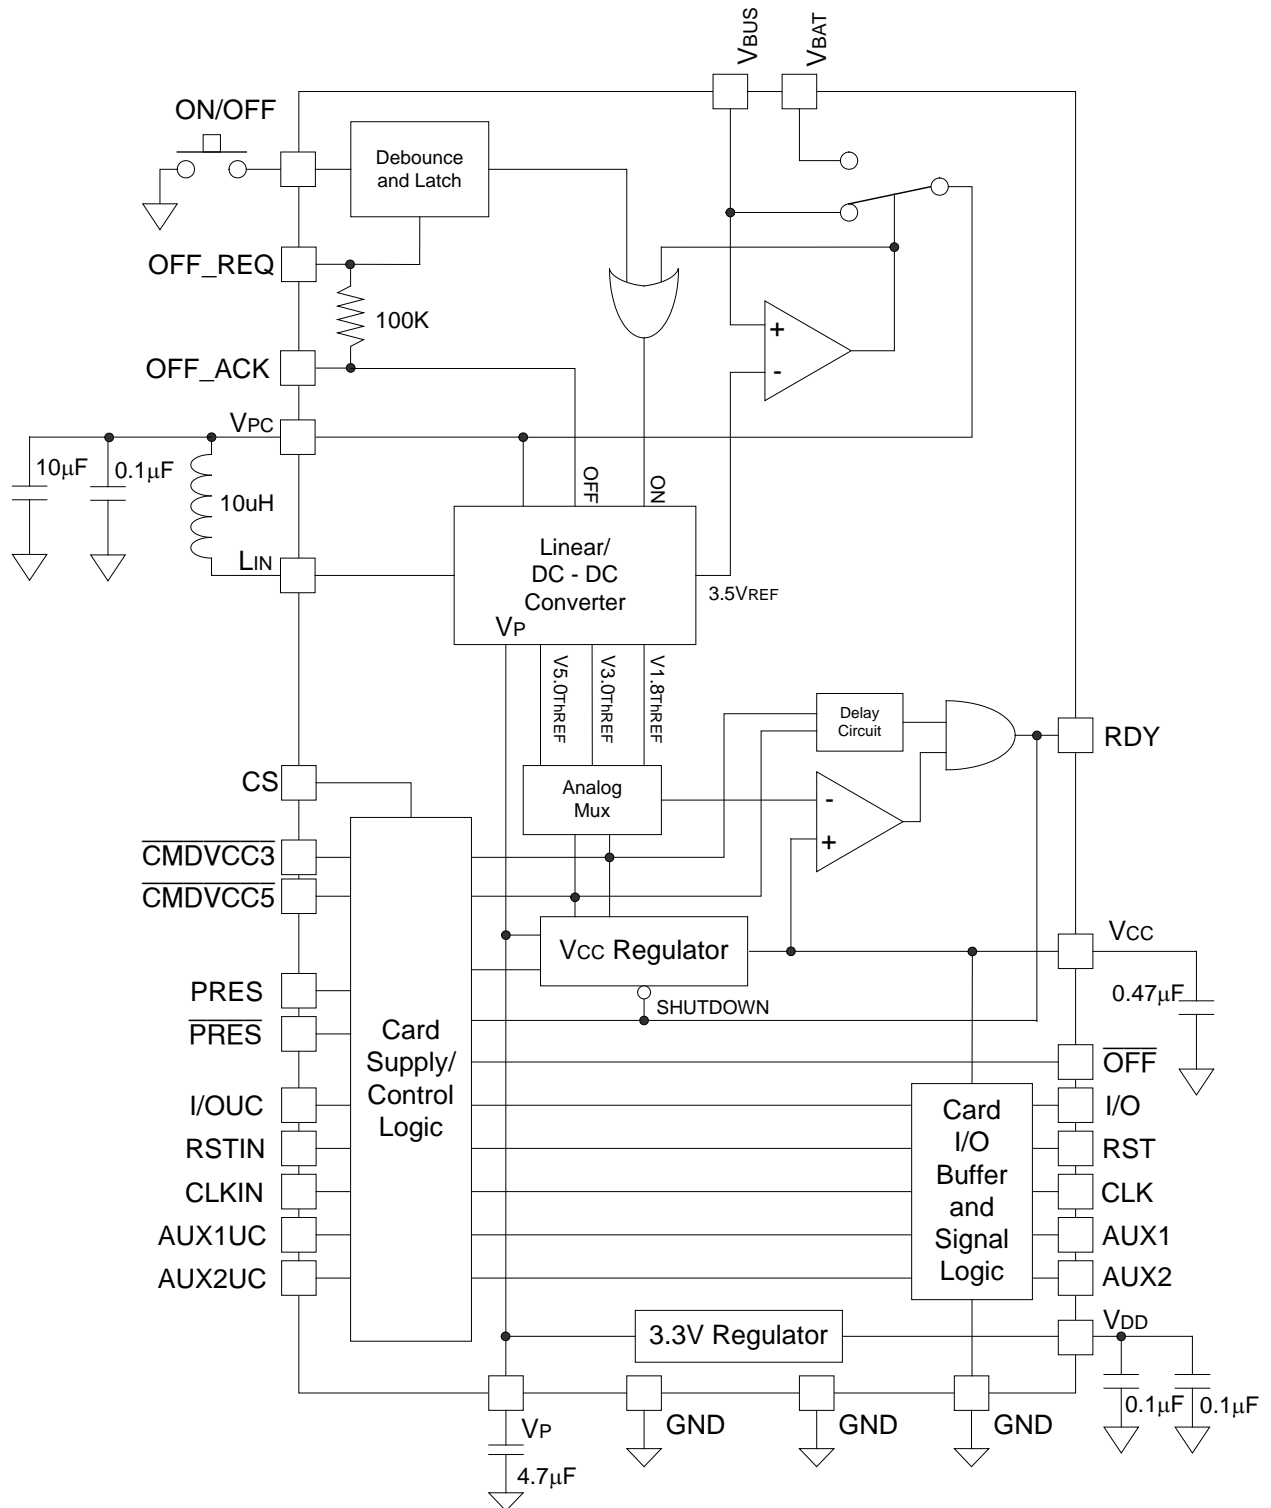 VBUS
VBAT
ON/OFF
Debounce
and Latch
OFF_REQ
100K
+
-
OFF_ACK
VPC
10µF
0.1µF
10uH
OFF
ON
LIN
Linear/
DC - DC
Converter
VP
3.5VREF
V5.0ThREF
V3.0ThREF
V1.8ThREF
Delay
Circuit
RDY
CS
Analog
Mux
-
+
CMDVCC3
CMDVCC5
VCC Regulator
VCC
0.47µF
SHUTDOWN
PRES
PRES
Card
Supply/
Control
Logic
OFF
I/OUC
RSTIN
CLKIN
AUX1UC
AUX2UC
Card
I/O
Buffer
and
Signal
Logic
I/O
RST
CLK
AUX1
AUX2
3.3V Regulator
VDD
0.1µF
0.1µF
VP
4.7µF
GND
GND
GND